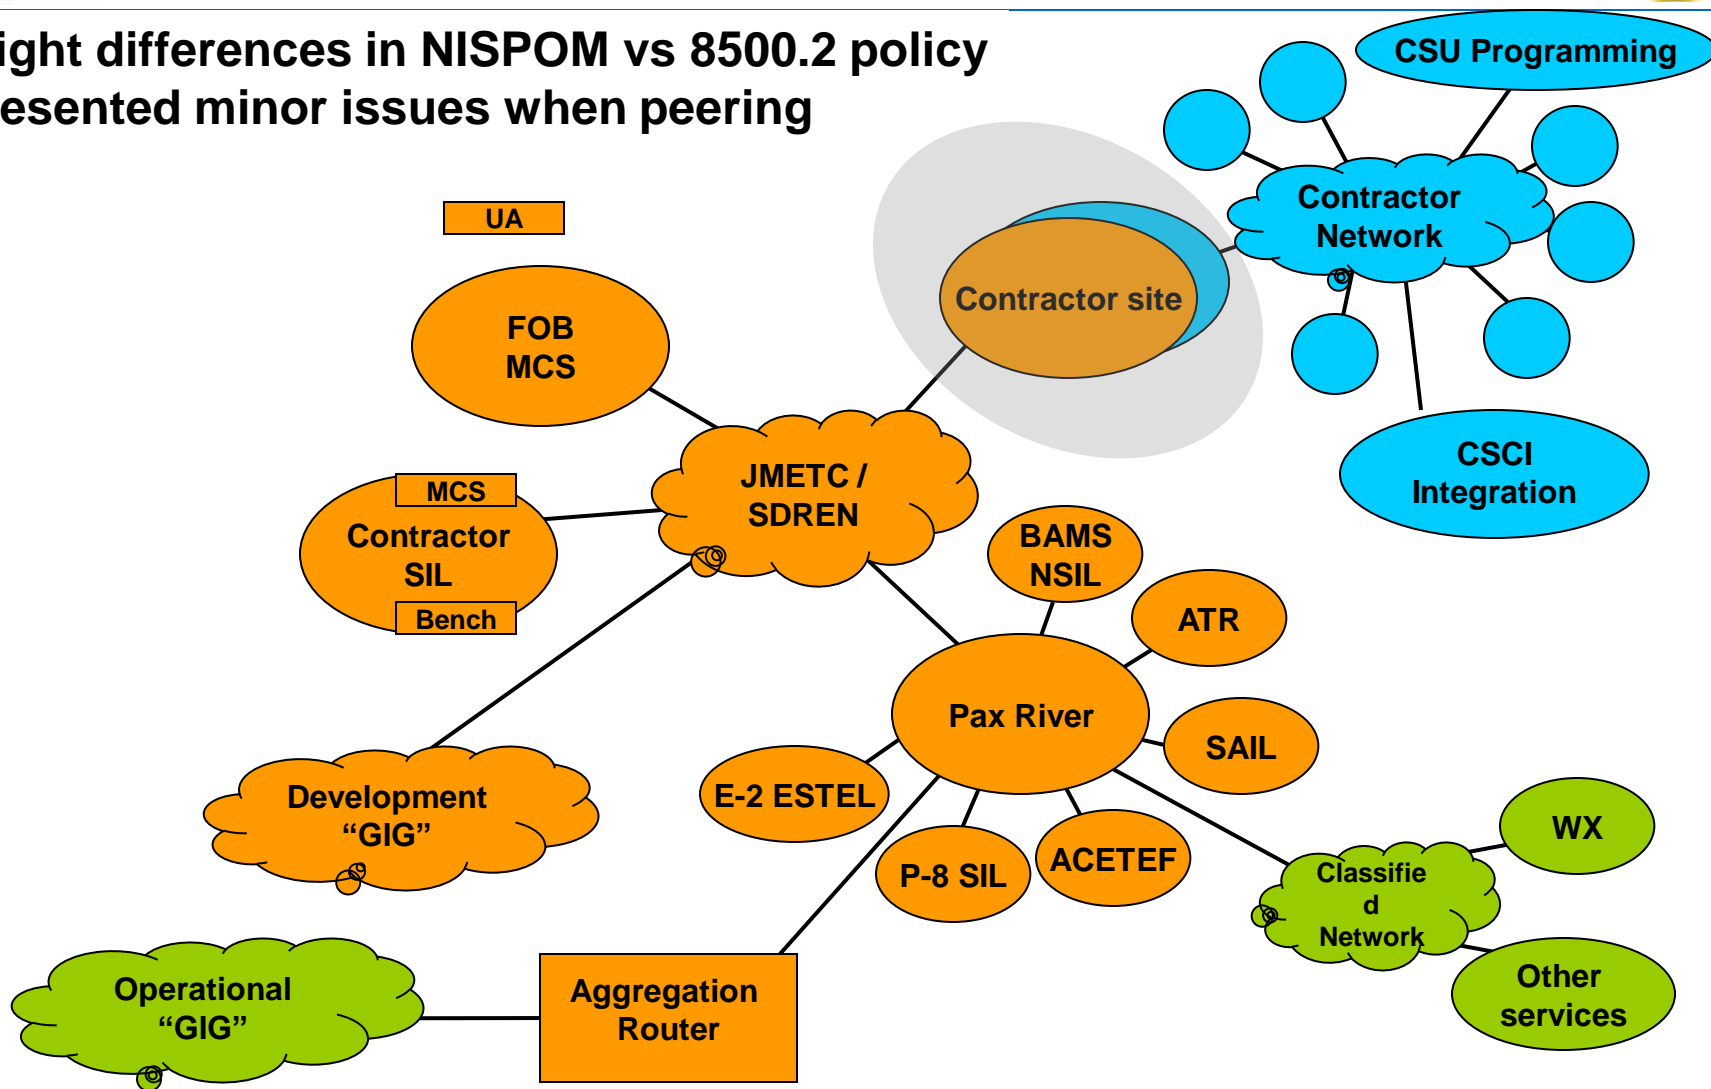 ight differences in NISPOM vs 8500.2 policy
esented minor issues when peering
CSU Programming
Contractor
Network
UA
Contractor site
FOB
MCS
CSCI
Integration
JMETC /
SDREN
MCS
Contractor
SIL
Bench
BAMS
NSIL
ATR
Pax River
SAIL
Development
“GIG”
E-2 ESTEL
P-8 SIL
ACETEF
WX
Classifie
d
Network
Other
services
Operational
“GIG”
Aggregation
Router